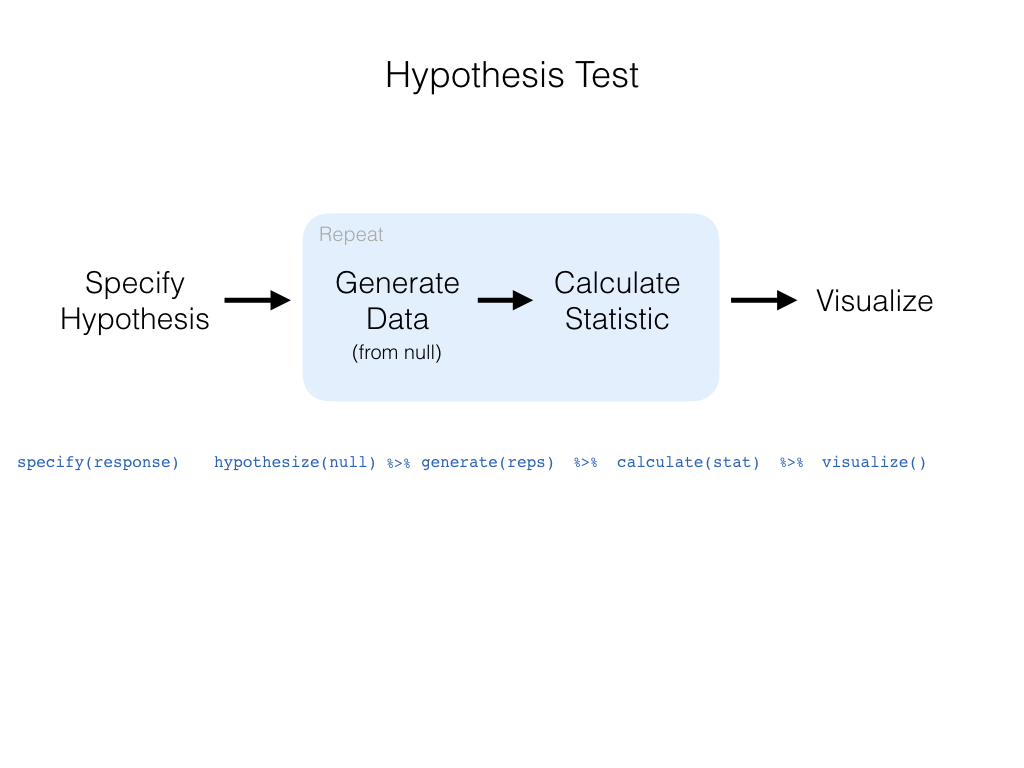 Hypothesis Test
Repeat
Specify
Hypothesis
Generate
Data
(from null)
Calculate
Statistic
Visualize
specify(response) hypothesize(null) %>% generate(reps) %>% calculate(stat) %>% visualize()